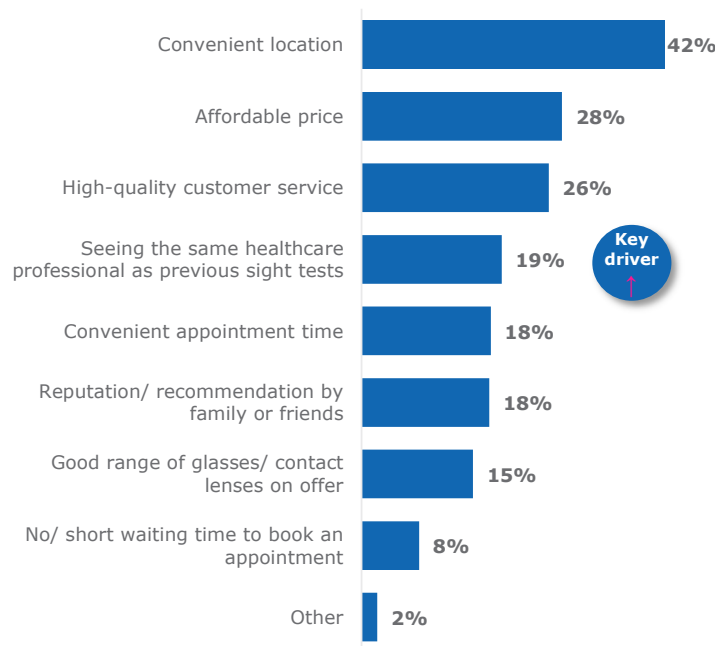 Convenient location
42%
Affordable price
28%
High-quality customer service
26%
Seeing the same healthcare
professional as previous sight tests
19%
Key
driver
↑
Convenient appointment time
18%
Reputation/ recommendation by
family or friends
18%
Good range of glasses/ contact
lenses on offer
15%
No/ short waiting time to book an
appointment
8%
Other
2%